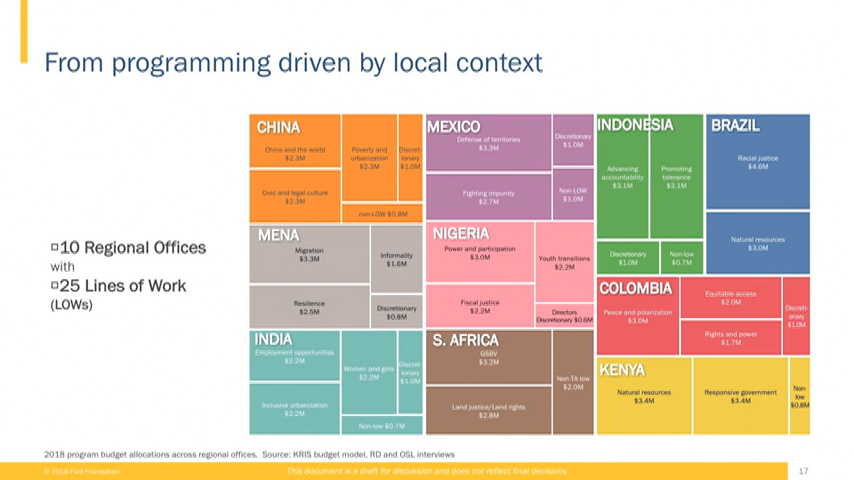 From programming driven by local context
10 Regional Offices
with
25 Lines of Work
(LOWs)
CHINA
China and the world
$2.3M
Civic and legal culture
$2.3M
Poverty and
urbanization
$2.3M
Discret-
ionary
$1.0M
non-LOW $0.8M
MEXICO
Defense of territories
$3.3M
Fighting impunity
$2.7M
Discretionary
$1.0M
Non-LOW
$1.0M
INDONESIA
Advancing
accountability
$3.1M
Promoting
tolerance
$3.1M
Discretionary
$1.0M
Non-low
$0.7M
BRAZIL
Racial justice
$4.6M
Natural resources
$3.0M
MENA
Migration
$3.3M
Resilience
$2.5M
Informality
$1.6M
Discretionary
$0.8M
NIGERIA
Power and participation
$3.0M
Fiscal justice
$2.2M
Youth transitions
$2.2M
Directors
Discretionary $0.6M
COLOMBIA
Peace and polarization
$3.0M
Equitable access
$2.0M
Rights and power
$1.7M
Discreti-
onary
$1.0M
INDIA
Employment opportunities
$2.2M
Inclusive urbanization
$2.2M
Women and girls
$2.2M
Discret-
ionary
$1.0M
Non-low $0.7M
S. AFRICA
GSBV
$3.2M
Land justice/Land rights
$2.8M
Non-TA low
$2.0M
KENYA
Natural resources
$3.4M
Responsive government
$3.4M
Non-
low
$0.8M
2018 program budget allocations across regional offices. Source: KRIS budget model, RD and OSL interviews
© 2018 Ford Foundation
This document is a draft for discussion and does not reflect final decisions
17